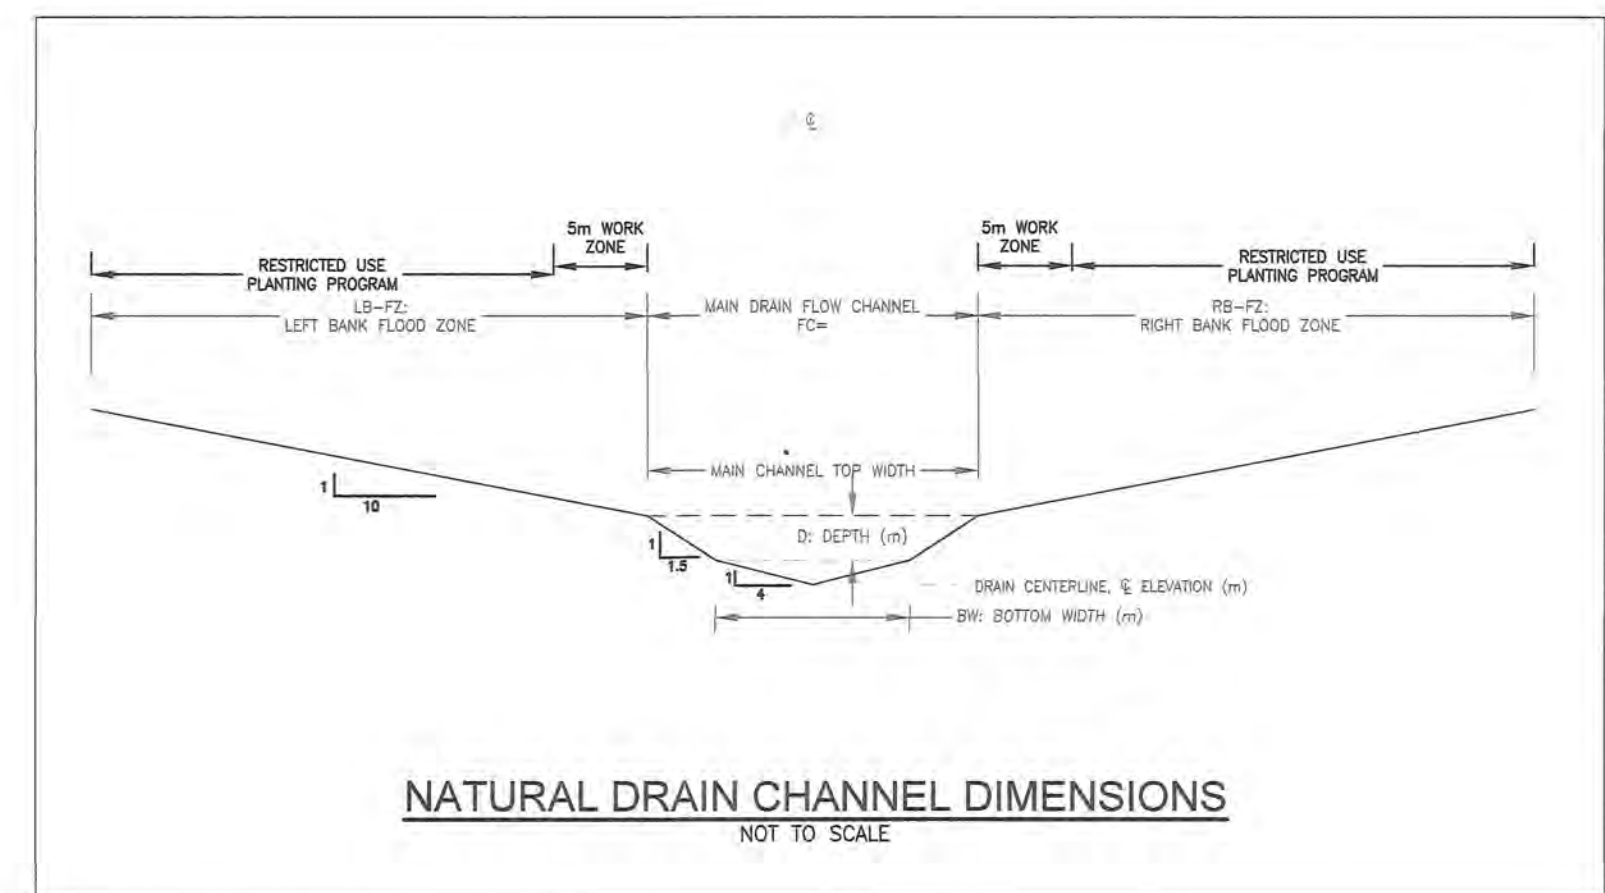 ℄
5m WORK
ZONE
5m WORK
ZONE
RESTRICTED USE
PLANTING PROGRAM
RESTRICTED USE
PLANTING PROGRAM
LB-FZ:
LEFT BANK FLOOD ZONE
MAIN DRAIN FLOW CHANNEL
FC=
RB-FZ:
RIGHT BANK FLOOD ZONE
MAIN CHANNEL TOP WIDTH
1
10
D: DEPTH (m)
1
1.5
1
4
DRAIN CENTERLINE, ℄ ELEVATION (m)
BW: BOTTOM WIDTH (m)
NATURAL DRAIN CHANNEL DIMENSIONS
NOT TO SCALE